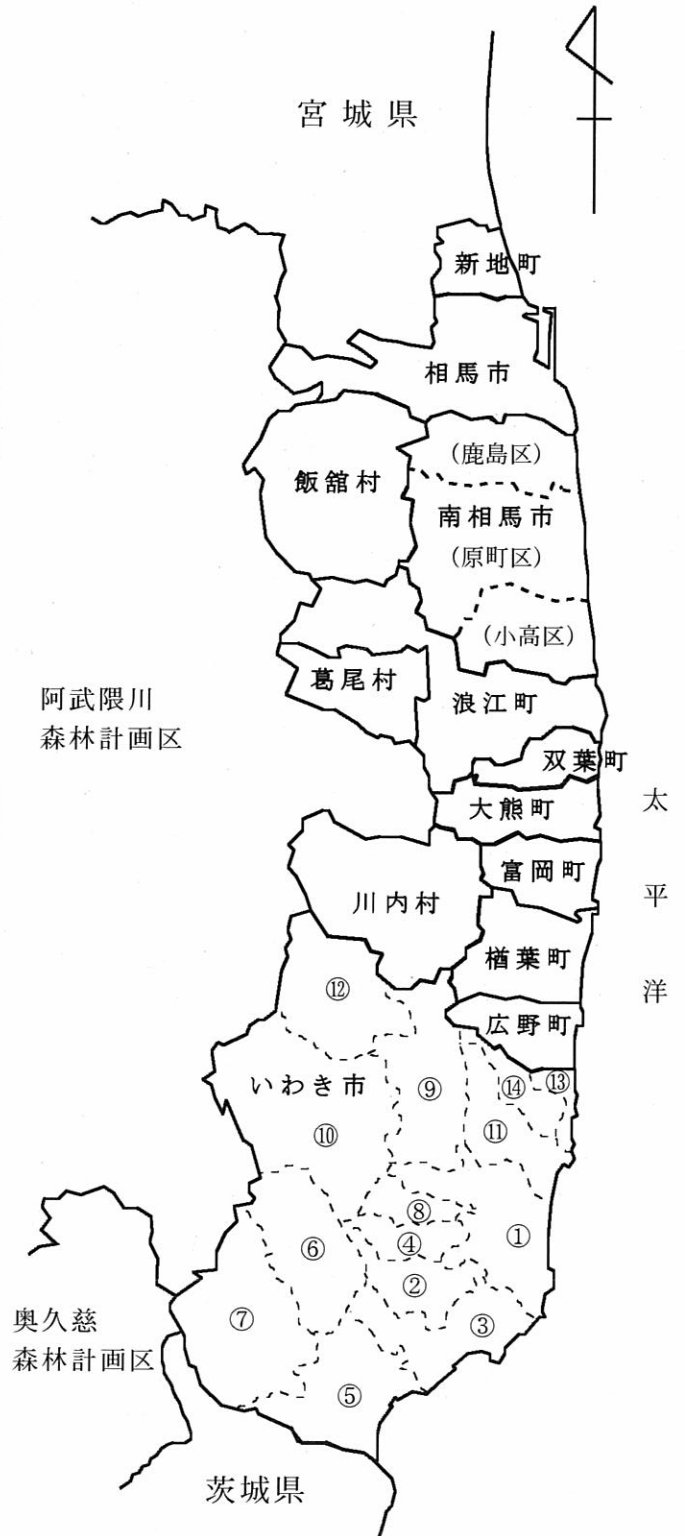 宮城県
新地町
相馬市
(鹿島区)
飯舘村
南相馬市
(原町区)
(小高区)
葛尾村
浪江町
阿武隈川
森林計画区
双葉町
大熊町
太平洋
富岡町
川内村
楢葉町
⑫
広野町
いわき市
⑨
⑭
⑬
⑩
⑪
⑧
①
⑥
④
②
⑦
③
奥久慈
森林計画区
⑤
茨城県